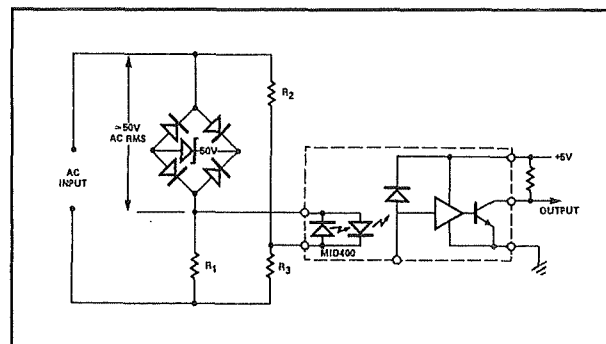 ≥50V
AC RMS
AC
INPUT
50V
R2
R1
R3
MID400
+5V
OUTPUT